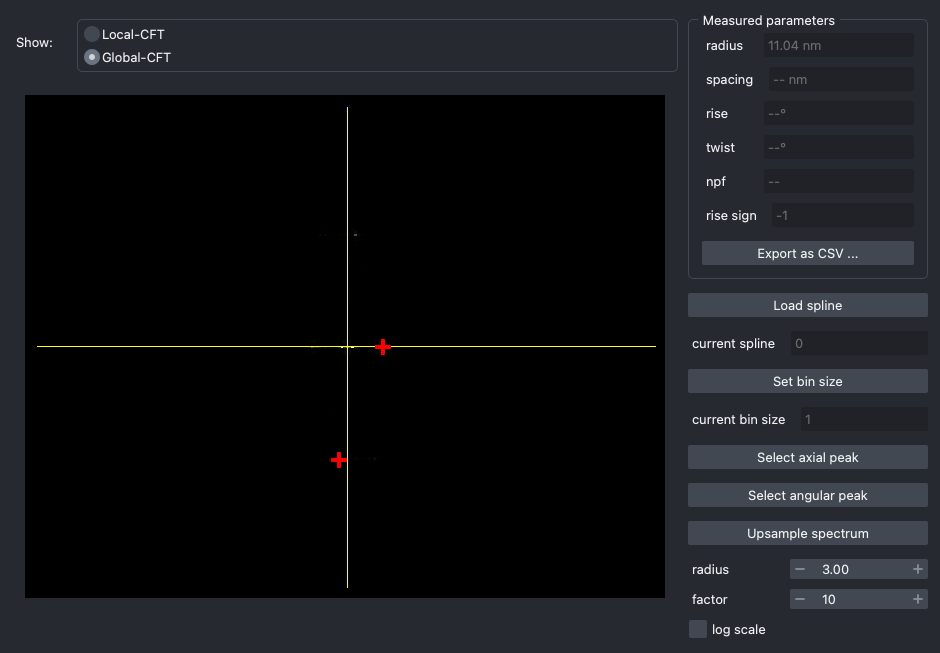 Show:
Local-CFT
Global-CFT
Measured parameters
radius 11.04 nm
spacing -- nm
rise --°
twist --°
npf --
rise sign -1
Export as CSV ...
Load spline
current spline 0
Set bin size
current bin size 1
Select axial peak
Select angular peak
Upsample spectrum
radius − 3.00 +
factor − 10 +
log scale